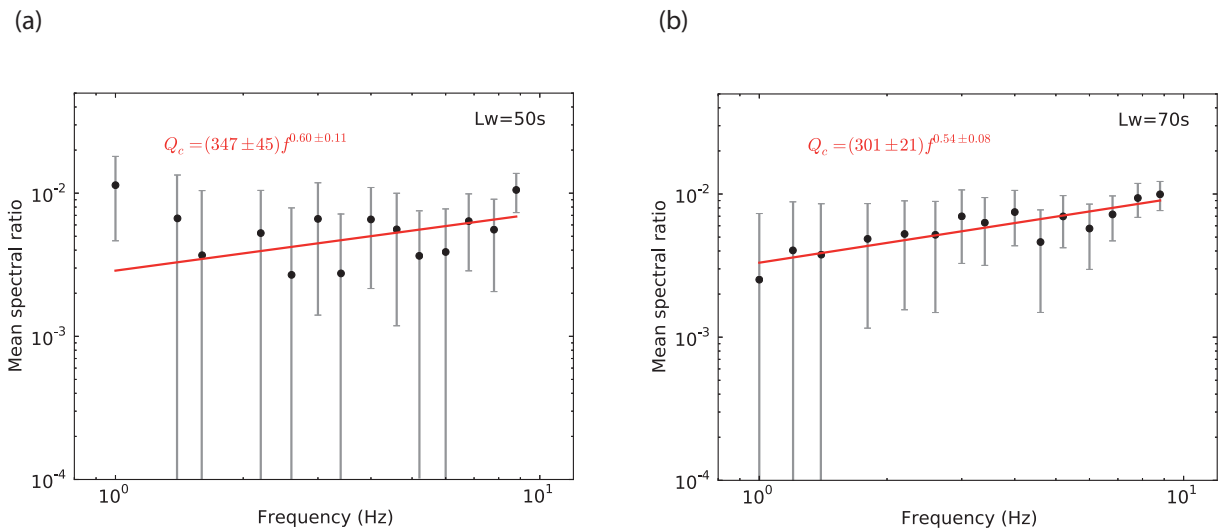 (a)
Lw=50s
Q_c=(347±45)f^{0.60±0.11}
10^{-2}
10^{-3}
10^{-4}
Mean spectral ratio
10^0
10^1
Frequency (Hz)
(b)
Lw=70s
Q_c=(301±21)f^{0.54±0.08}
10^{-2}
10^{-3}
10^{-4}
Mean spectral ratio
10^0
10^1
Frequency (Hz)